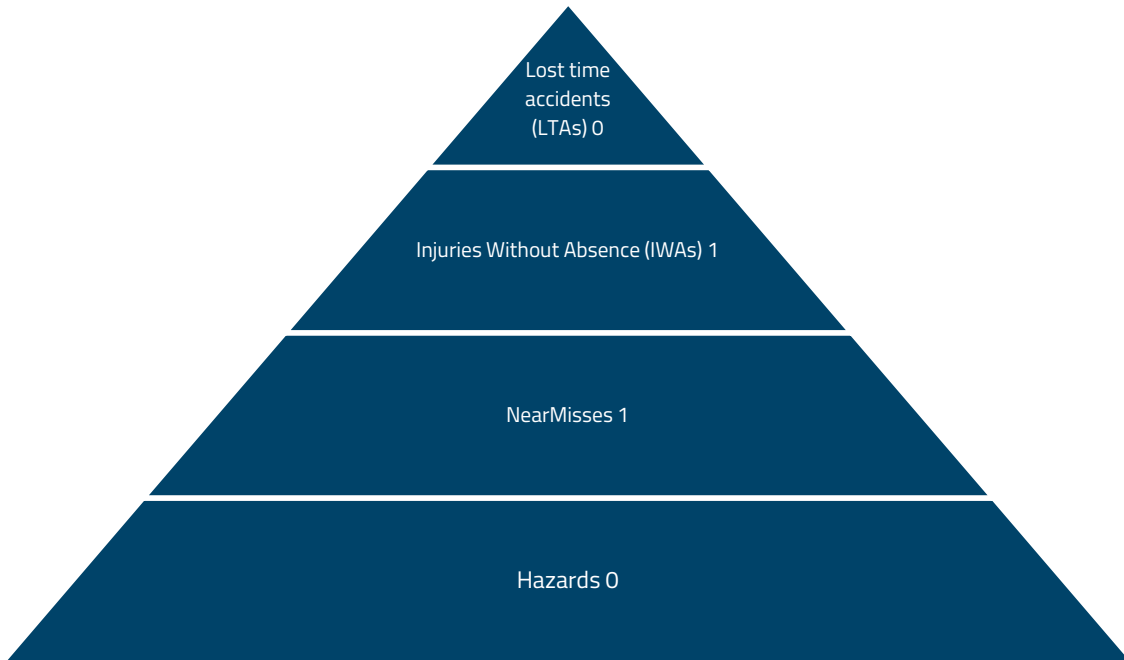 Lost time
accidents
(LTAs) 0
Injuries Without Absence (IWAs) 1
NearMisses 1
Hazards 0